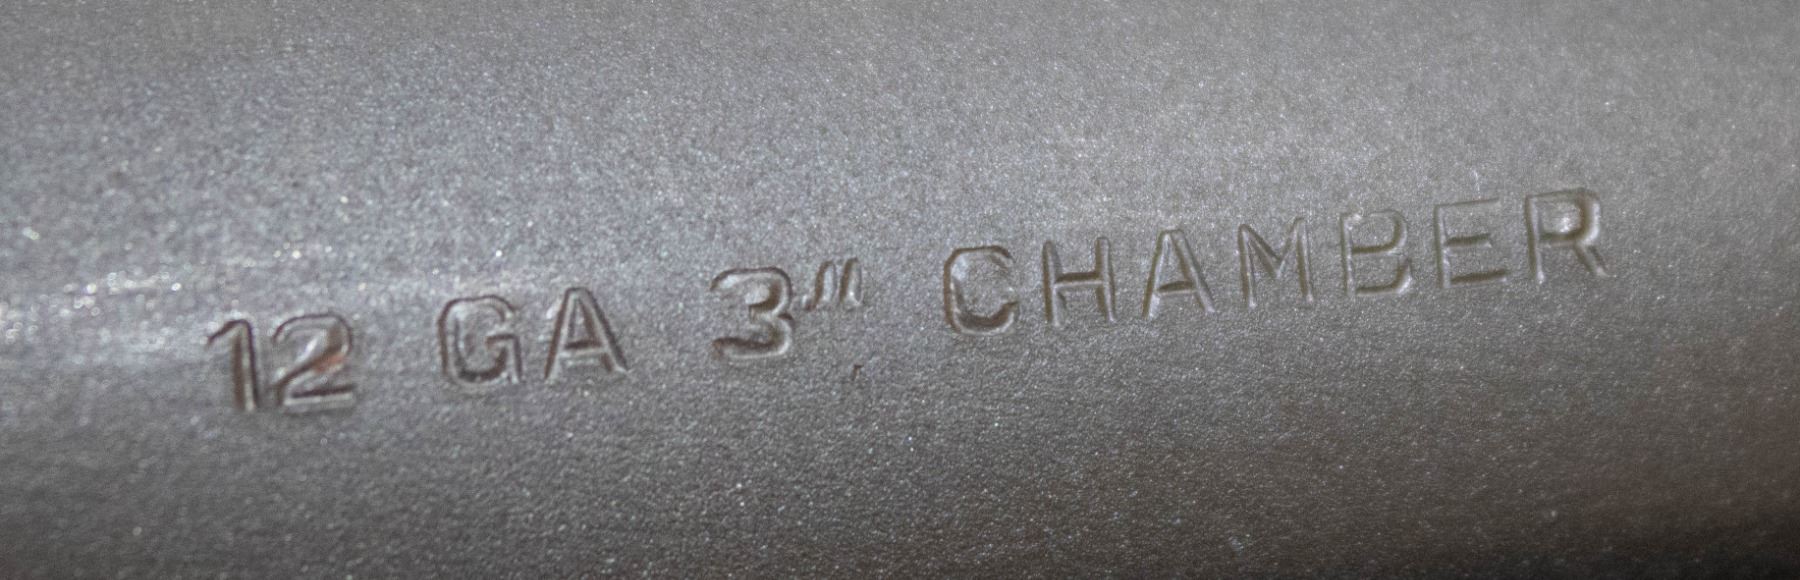 12 GA 3" CHAMBER